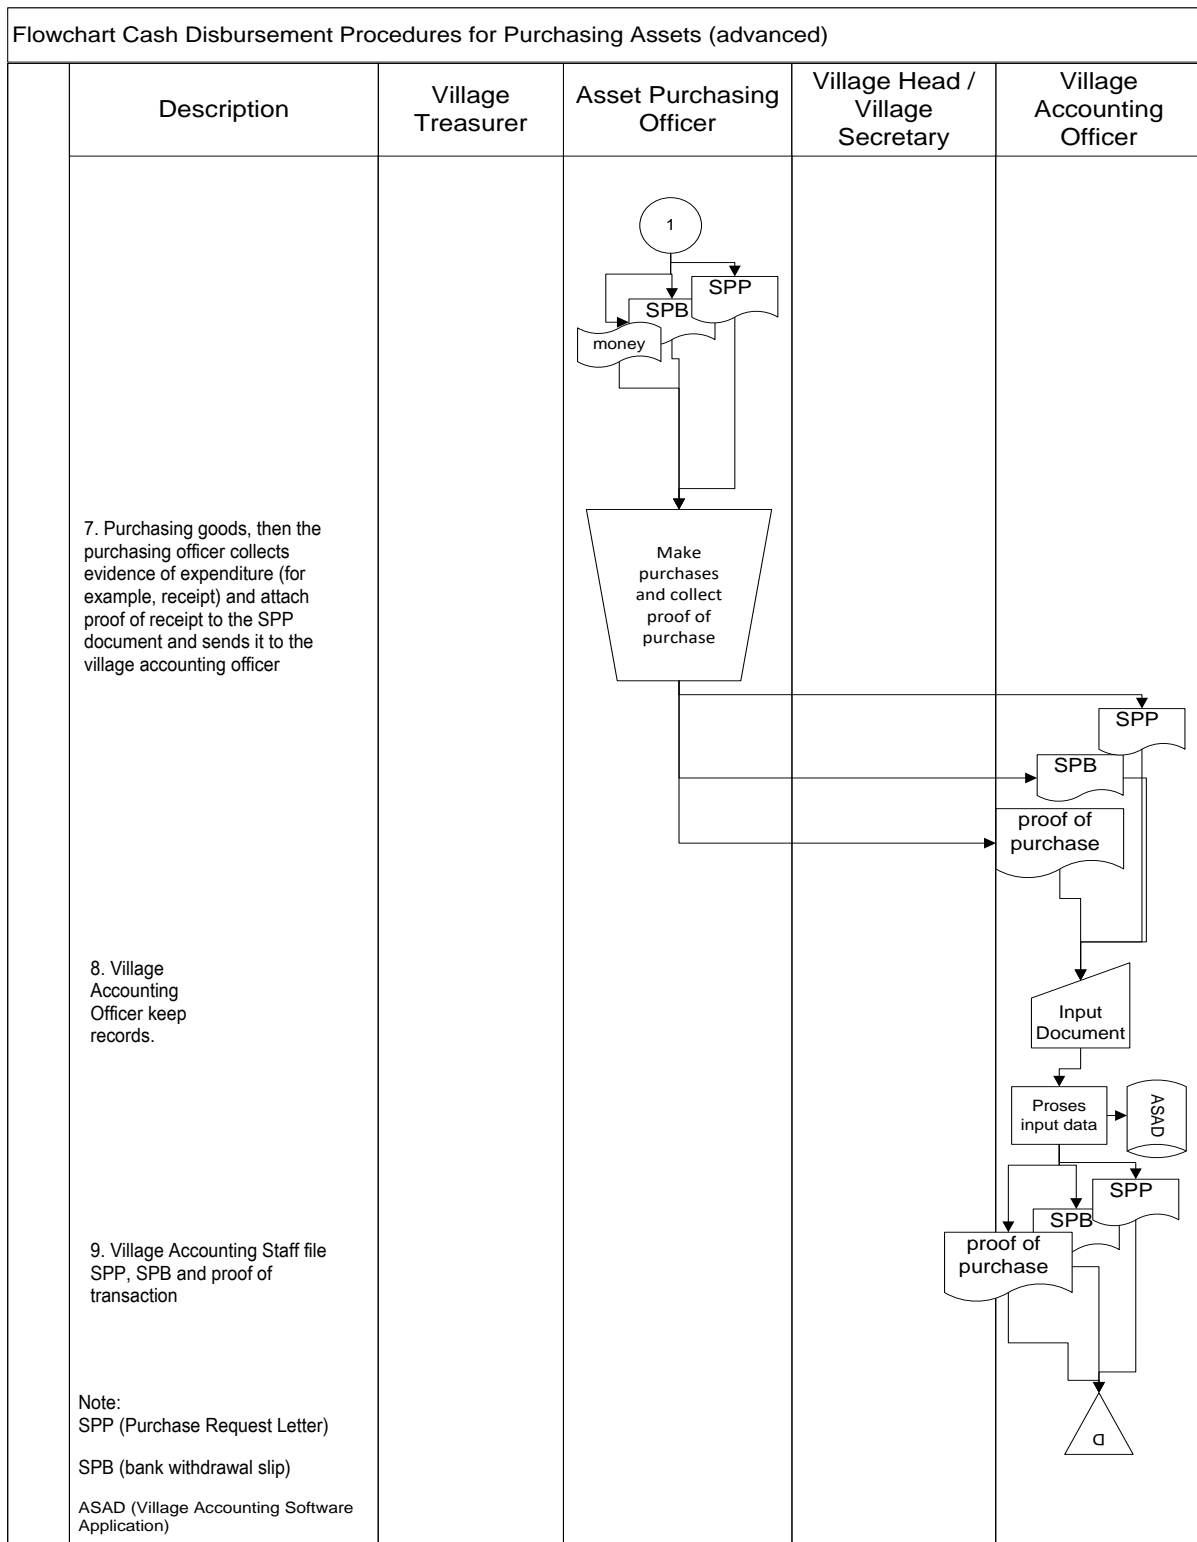 Flowchart Cash Disbursement Procedures for Purchasing Assets (advanced)
Description
Village
Treasurer
Asset Purchasing
Officer
Village Head /
Village
Secretary
Village
Accounting
Officer
1
SPP
SPB
money
7. Purchasing goods, then the
purchasing officer collects
evidence of expenditure (for
example, receipt) and attach
proof of receipt to the SPP
document and sends it to the
village accounting officer
Make
purchases
and collect
proof of
purchase
SPP
SPB
proof of
purchase
8. Village
Accounting
Officer keep
records.
Input
Document
Proses
input data
ASAD
SPP
SPB
proof of
purchase
9. Village Accounting Staff file
SPP, SPB and proof of
transaction
Note:
SPP (Purchase Request Letter)
SPB (bank withdrawal slip)
ASAD (Village Accounting Software
Application)
D